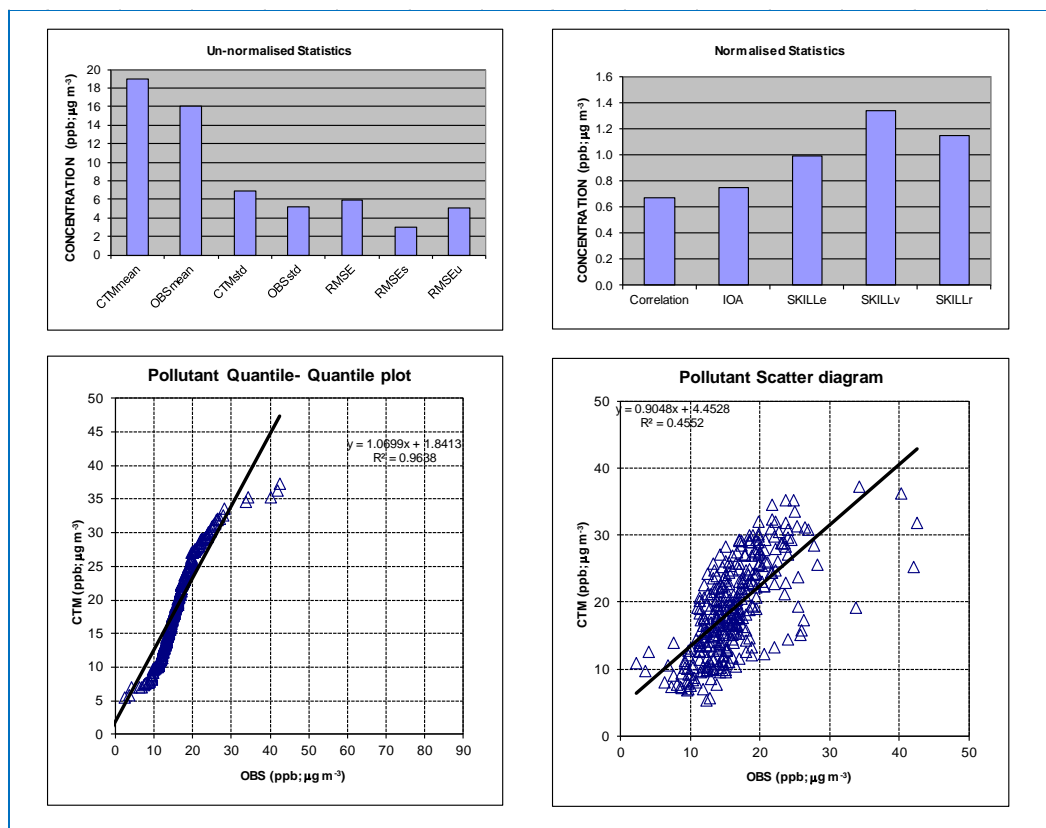 Un-normalised Statistics
CONCENTRATION (ppb;µg m⁻³)
20
18
16
14
12
10
8
6
4
2
0
CTMmean
OBSmean
CTMstd
OBSstd
RMSE
RMSEs
RMSEu
Normalised Statistics
CONCENTRATION (ppb;µg m⁻³)
1.6
1.4
1.2
1.0
0.8
0.6
0.4
0.2
0.0
Correlation
IOA
SKILLe
SKILLv
SKILLr
Pollutant Quantile- Quantile plot
y = 1.0699x + 1.8413
R² = 0.9638
CTM (ppb;µg m⁻³)
50
45
40
35
30
25
20
15
10
5
0
0 10 20 30 40 50 60 70 80 90
OBS (ppb;µg m⁻³)
Pollutant Scatter diagram
y = 0.9048x + 4.4528
R² = 0.4552
CTM (ppb;µg m⁻³)
50
40
30
20
10
0
0 10 20 30 40 50
OBS (ppb;µg m⁻³)